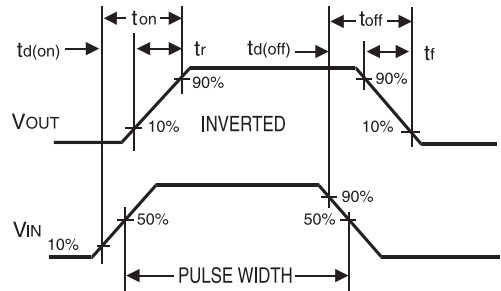 ton toff
td(on) tr td(off) tf
90% 90%
VOUT 10% INVERTED 10%
90%
VIN 50% 50%
10%
PULSE WIDTH